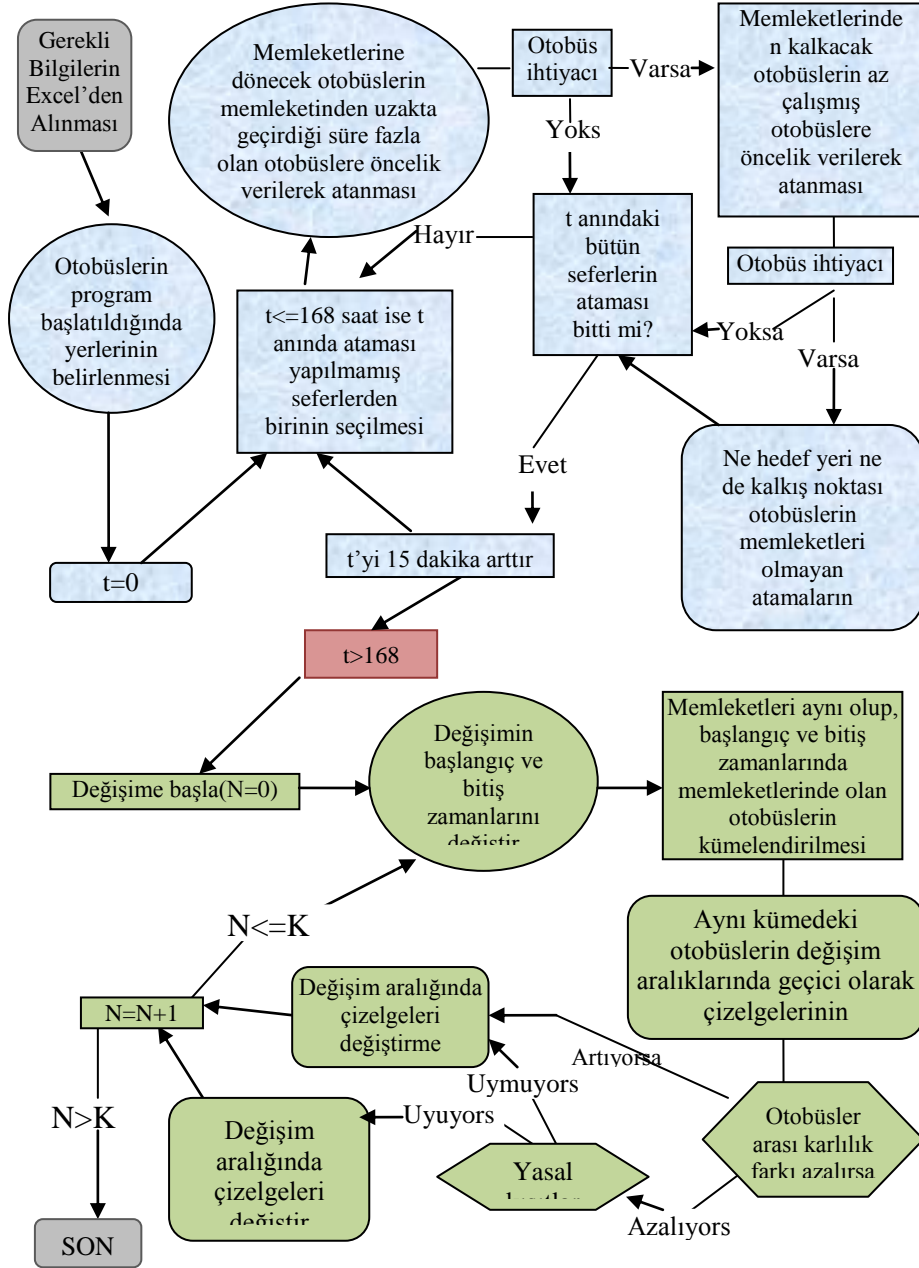 Gerekli
Bilgilerin
Excel’den
Alınması
Memleketlerine
dönecek otobüslerin
memleketinden uzakta
geçirdiği süre fazla
olan otobüslere öncelik
verilerek atanması
Otobüs
ihtiyacı
Varsa
Memleketlerinde
n kalkacak
otobüslerin az
çalışmış
otobüslere
öncelik verilerek
atanması
Yoks
Hayır
t anındaki
bütün
seferlerin
ataması
bitti mi?
Otobüs ihtiyacı
Yoksa
Varsa
Otobüslerin
program
başlatıldığında
yerlerinin
belirlenmesi
t<=168 saat ise t
anında ataması
yapılmamış
seferlerden
birinin seçilmesi
Evet
Ne hedef yeri ne
de kalkış noktası
otobüslerin
memleketleri
olmayan
atamaların
t=0
t’yi 15 dakika arttır
t>168
Değişime başla(N=0)
Değişimin
başlangıç ve
bitiş
zamanlarını
değiştir
Memleketleri aynı olup,
başlangıç ve bitiş
zamanlarında
memleketlerinde olan
otobüslerin
kümelendirilmesi
Aynı kümedeki
otobüslerin değişim
aralıklarında geçici olarak
çizelgelerinin
N<=K
N=N+1
Değişim aralığında
çizelgeleri
değiştirme
Artıyorsa
Uymuyors
Uyuyors
N>K
Değişim
aralığında
çizelgeleri
değiştir
Yasal
Otobüsler
arası karlılık
farkı azalırsa
Azalıyors
SON